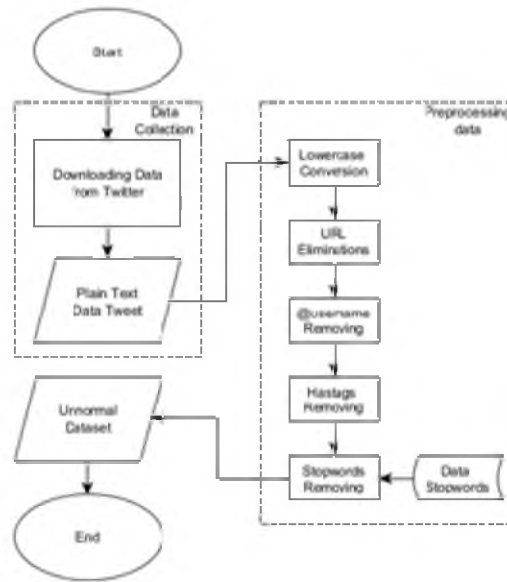 Start
Data
Collection
Downloading Data
from Twitter
Plain Text
Data Tweet
Preprocessing
data
Lowercase
Conversion
URL
Eliminations
@username
Removing
Hastags
Removing
Stopwords
Removing
Data
Stopwords
Unnormal
Dataset
End